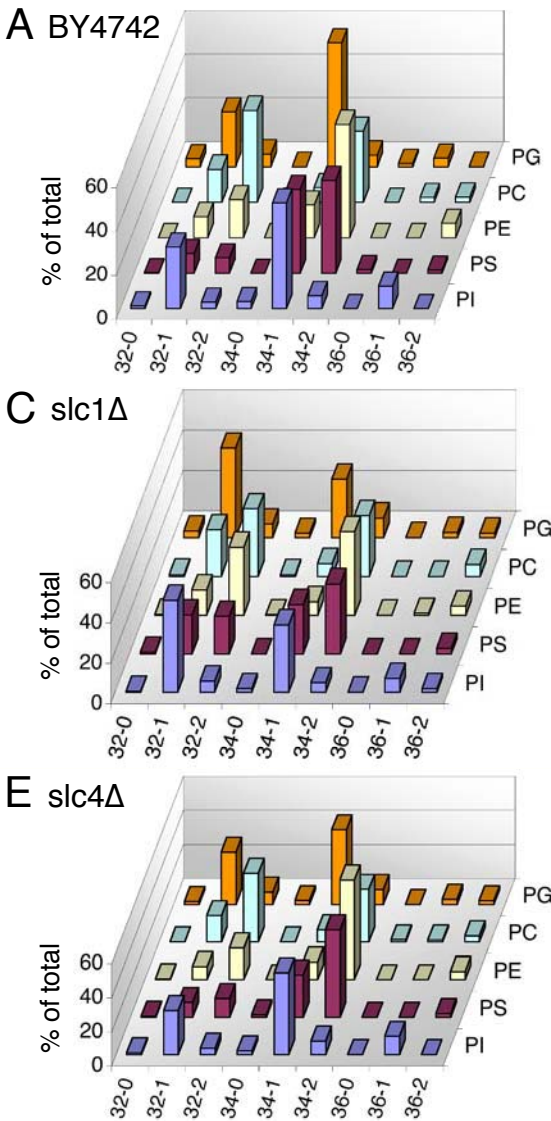 A BY4742
% of total
60
40
20
0
PG
PC
PE
PS
PI
32-0
32-1
32-2
34-0
34-1
34-2
36-0
36-1
36-2
C slc1Δ
% of total
60
40
20
0
PG
PC
PE
PS
PI
32-0
32-1
32-2
34-0
34-1
34-2
36-0
36-1
36-2
E slc4Δ
% of total
60
40
20
0
PG
PC
PE
PS
PI
32-0
32-1
32-2
34-0
34-1
34-2
36-0
36-1
36-2